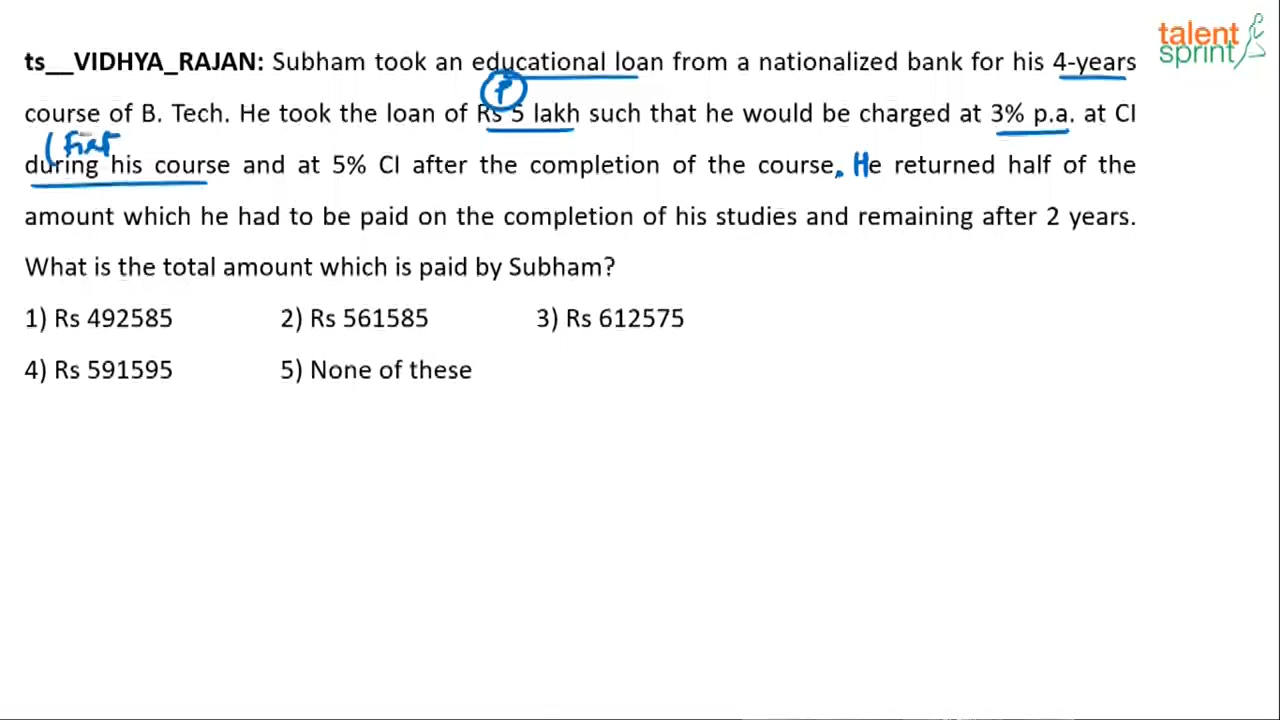 talent
sprint
ts__VIDHYA_RAJAN: Subham took an educational loan from a nationalized bank for his 4-years
P
course of B. Tech. He took the loan of Rs 5 lakh such that he would be charged at 3% p.a. at CI
(First
during his course and at 5% CI after the completion of the course. He returned half of the
amount which he had to be paid on the completion of his studies and remaining after 2 years.
What is the total amount which is paid by Subham?
1) Rs 492585 2) Rs 561585 3) Rs 612575
4) Rs 591595 5) None of these